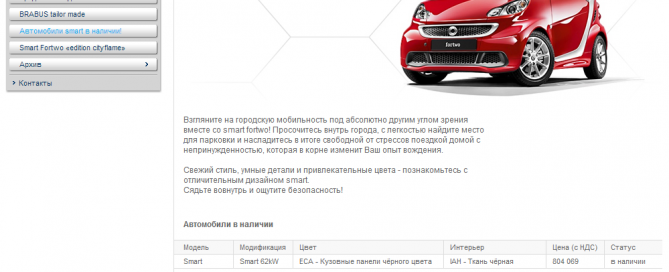 BRABUS tailor made
Автомобили smart в наличии!
Smart Fortwo «edition cityflame»
Архив
Контакты
fortwo
Взгляните на городскую мобильность под абсолютно другим углом зрения
вместе со smart fortwo! Просочитесь внутрь города, с легкостью найдите место
для парковки и насладитесь в итоге свободной от стрессов поездкой домой с
непринужденностью, которая в корне изменит Ваш опыт вождения.
Свежий стиль, умные детали и привлекательные цвета - познакомьтесь с
отличительным дизайном smart.
Сядьте вовнутрь и ощутите безопасность!
Автомобили в наличии
Модель Модификация Цвет Интерьер Цена (с НДС) Статус
Smart Smart 62kW ECA - Кузовные панели чёрного цвета IAH - Ткань чёрная 804 069 в наличии